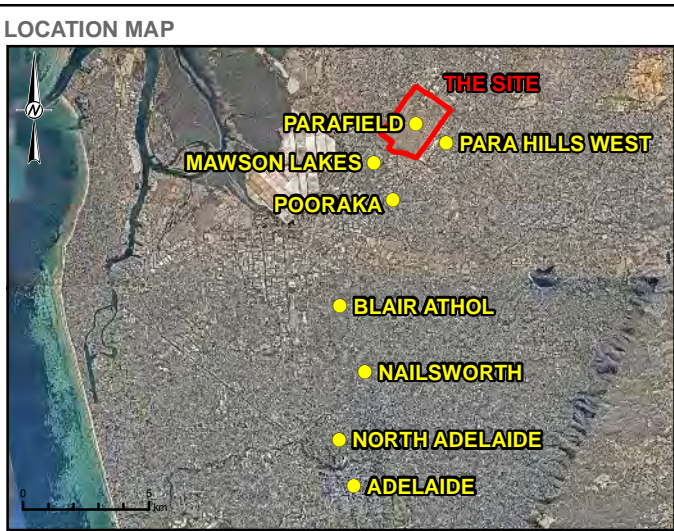 LOCATION MAP
N
THE SITE
PARAFIELD
PARA HILLS WEST
MAWSON LAKES
POORAKA
BLAIR ATHOL
NAILSWORTH
NORTH ADELAIDE
ADELAIDE
0 5
km